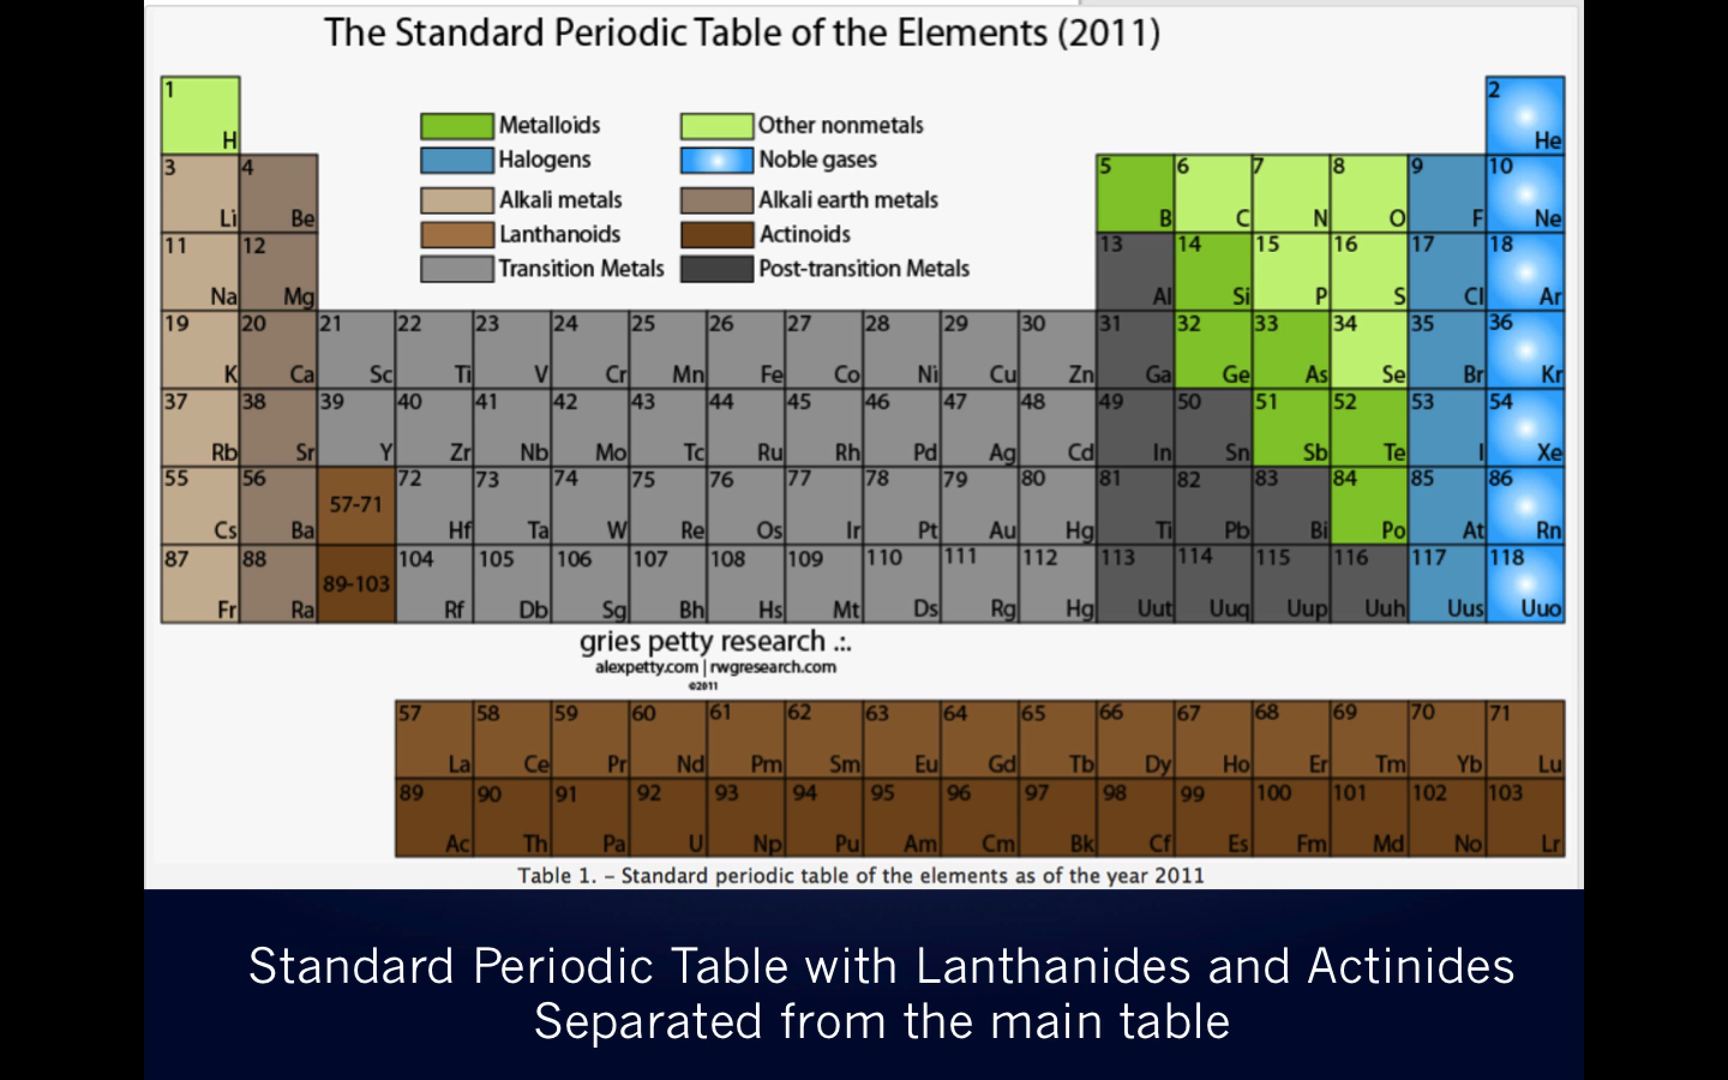 The Standard Periodic Table of the Elements (2011)
1 2
H He
Metalloids Other nonmetals
Halogens Noble gases
Alkali metals Alkali earth metals
Lanthanoids Actinoids
Transition Metals Post-transition Metals
3 4 5 6 7 8 9 10
Li Be B C N O F Ne
11 12 13 14 15 16 17 18
Na Mg Al Si P S Cl Ar
19 20 21 22 23 24 25 26 27 28 29 30 31 32 33 34 35 36
K Ca Sc Ti V Cr Mn Fe Co Ni Cu Zn Ga Ge As Se Br Kr
37 38 39 40 41 42 43 44 45 46 47 48 49 50 51 52 53 54
Rb Sr Y Zr Nb Mo Tc Ru Rh Pd Ag Cd In Sn Sb Te I Xe
55 56 57-71 72 73 74 75 76 77 78 79 80 81 82 83 84 85 86
Cs Ba Hf Ta W Re Os Ir Pt Au Hg Ti Pb Bi Po At Rn
87 88 89-103 104 105 106 107 108 109 110 111 112 113 114 115 116 117 118
Fr Ra Rf Db Sg Bh Hs Mt Ds Rg Hg Uut Uuq Uup Uuh Uus Uuo
gries petty research .:.
alexpetty.com | rwgresearch.com
©2011
57 58 59 60 61 62 63 64 65 66 67 68 69 70 71
La Ce Pr Nd Pm Sm Eu Gd Tb Dy Ho Er Tm Yb Lu
89 90 91 92 93 94 95 96 97 98 99 100 101 102 103
Ac Th Pa U Np Pu Am Cm Bk Cf Es Fm Md No Lr
Table 1. – Standard periodic table of the elements as of the year 2011
Standard Periodic Table with Lanthanides and Actinides
Separated from the main table